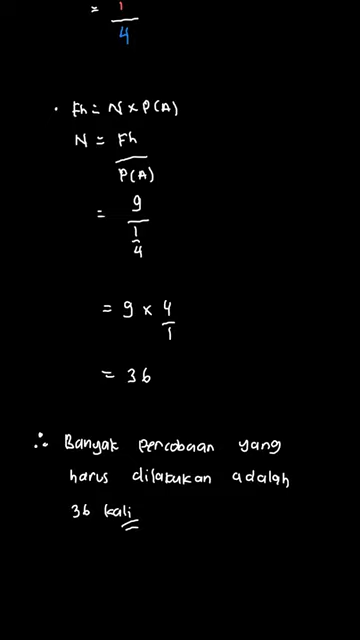 = 1
4
• Fh = N × P(A)
N = Fh
P(A)
= 9
1
4
= 9 × 4
1
= 36
∴ Banyak percobaan yang
harus dilakukan adalah
36 kali